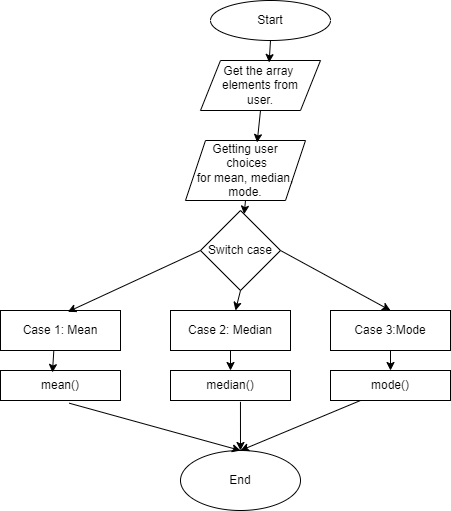 Start
Get the array
elements from
user.
Getting user
choices
for mean, median
mode.
Switch case
Case 1: Mean
Case 2: Median
Case 3:Mode
mean()
median()
mode()
End